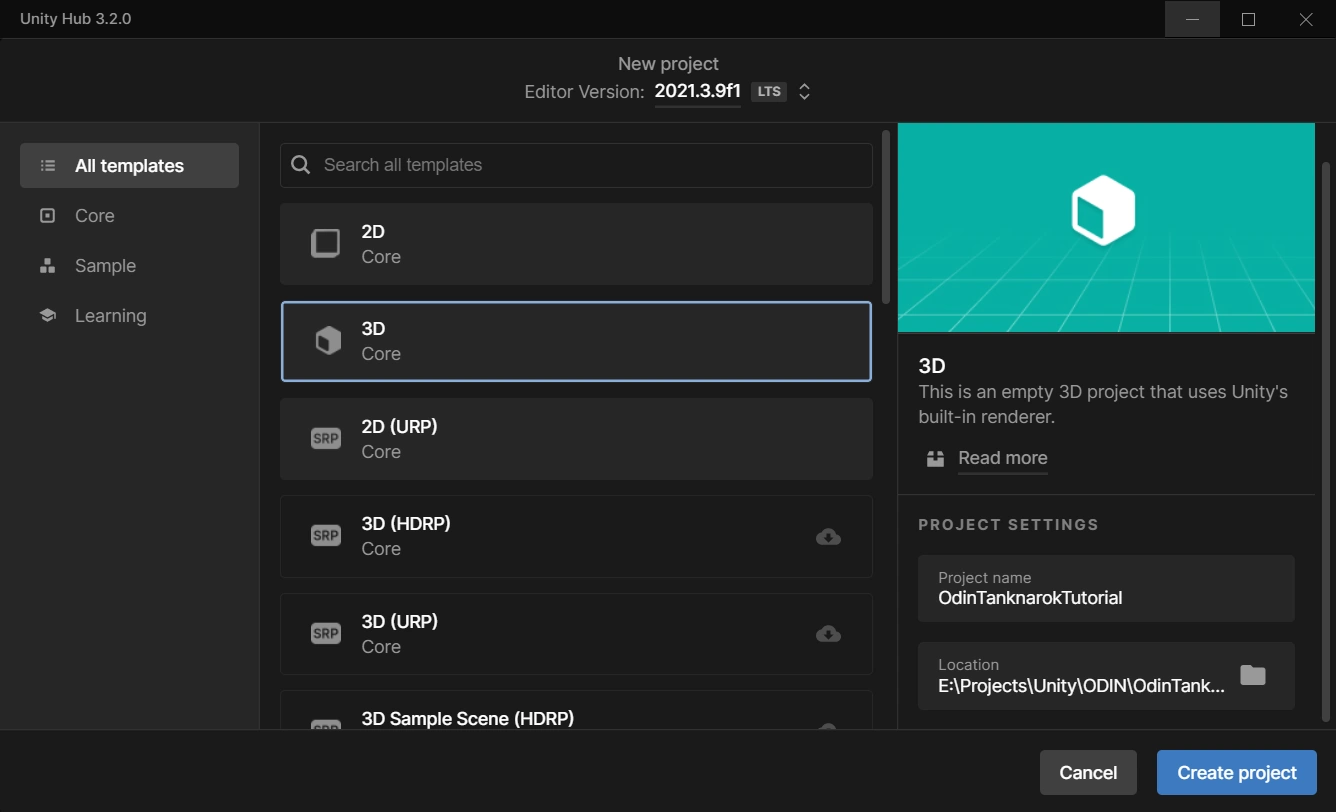 Unity Hub 3.2.0
New project
Editor Version: 2021.3.9f1 LTS
All templates
Core
Sample
Learning
Search all templates
2D
Core
3D
Core
SRP
2D (URP)
Core
SRP
3D (HDRP)
Core
SRP
3D (URP)
Core
SRP
3D Sample Scene (HDRP)
3D
This is an empty 3D project that uses Unity's
built-in renderer.
Read more
PROJECT SETTINGS
Project name
OdinTanknarokTutorial
Location
E:\Projects\Unity\ODIN\OdinTank...
Cancel
Create project